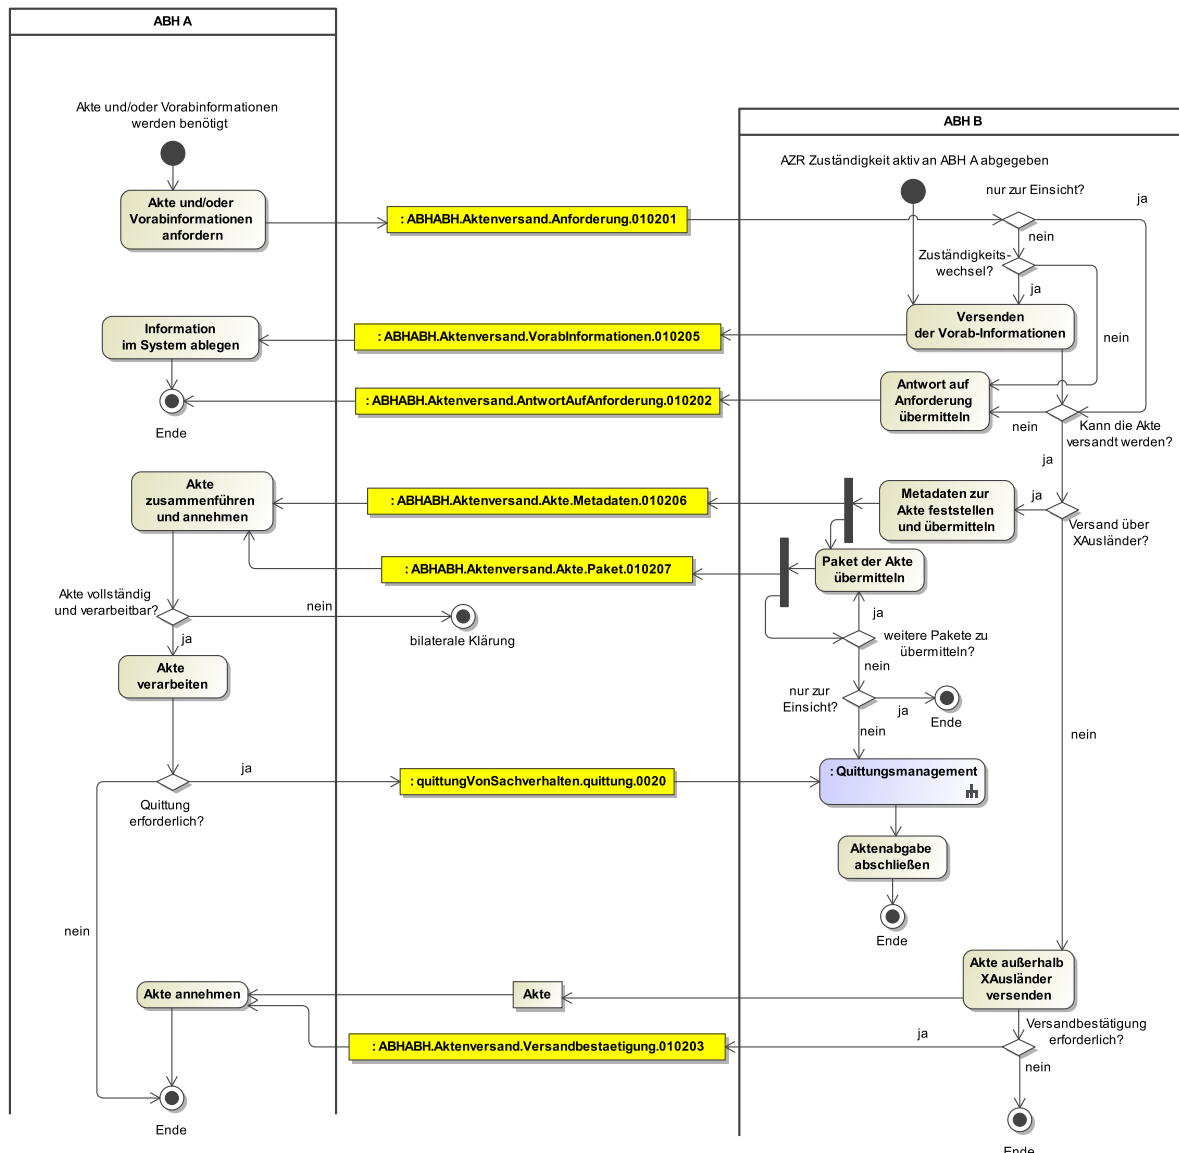 ABH A
Akte und/oder Vorabinformationen
werden benötigt
ABH B
AZR Zuständigkeit aktiv an ABH A abgegeben
nur zur Einsicht?
ja
Akte und/oder
Vorabinformationen
anfordern
: ABHABH.Aktenversand.Anforderung.010201
nein
Zuständigkeits-
wechsel?
ja
Information
im System ablegen
: ABHABH.Aktenversand.VorabInformationen.010205
Versenden
der Vorab-Informationen
nein
Antwort auf
Anforderung
übermitteln
: ABHABH.Aktenversand.AntwortAufAnforderung.010202
Ende
nein
Kann die Akte
versandt werden?
ja
Akte
zusammenführen
und annehmen
: ABHABH.Aktenversand.Akte.Metadaten.010206
Metadaten zur
Akte feststellen
und übermitteln
ja
Versand über
XAusländer?
: ABHABH.Aktenversand.Akte.Paket.010207
Paket der Akte
übermitteln
Akte vollständig
und verarbeitbar?
nein
ja
bilaterale Klärung
ja
weitere Pakete zu
übermitteln?
nein
Akte
verarbeiten
nur zur
Einsicht?
ja
Ende
nein
nein
ja
: quittungVonSachverhalten.quittung.0020
: Quittungsmanagement
Quittung
erforderlich?
Aktenabgabe
abschließen
nein
Ende
Akte außerhalb
XAusländer
versenden
Akte annehmen
Akte
Versandbestätigung
erforderlich?
ja
: ABHABH.Aktenversand.Versandbestaetigung.010203
nein
Ende
Ende